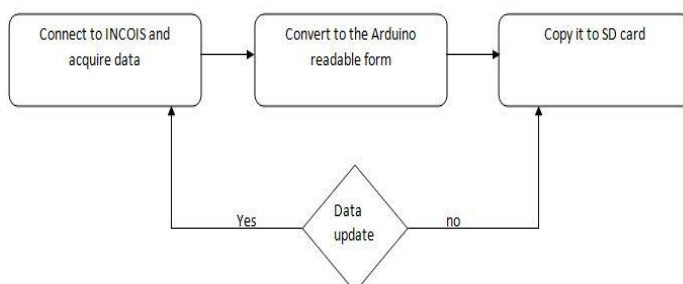 Connect to INCOIS and
acquire data
Convert to the Arduino
readable form
Copy it to SD card
Yes
Data
update
no